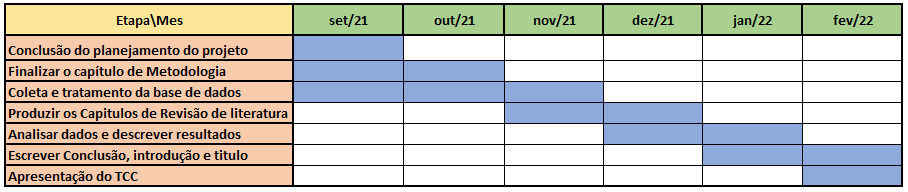 Etapa\Mes set/21 out/21 nov/21 dez/21 jan/22 fev/22
Conclusão do planejamento do projeto
Finalizar o capítulo de Metodologia
Coleta e tratamento da base de dados
Produzir os Capitulos de Revisão de literatura
Analisar dados e descrever resultados
Escrever Conclusão, introdução e titulo
Apresentação do TCC